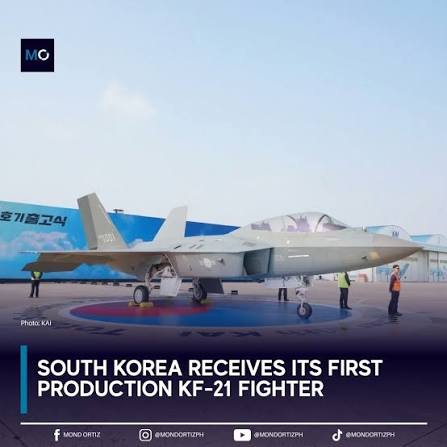 MO
호기출고식
Photo: KAI
SOUTH KOREA RECEIVES ITS FIRST
PRODUCTION KF-21 FIGHTER
MOND ORTIZ
@MONDORTIZPH
@MONDORTIZPH
@MONDORTIZPH